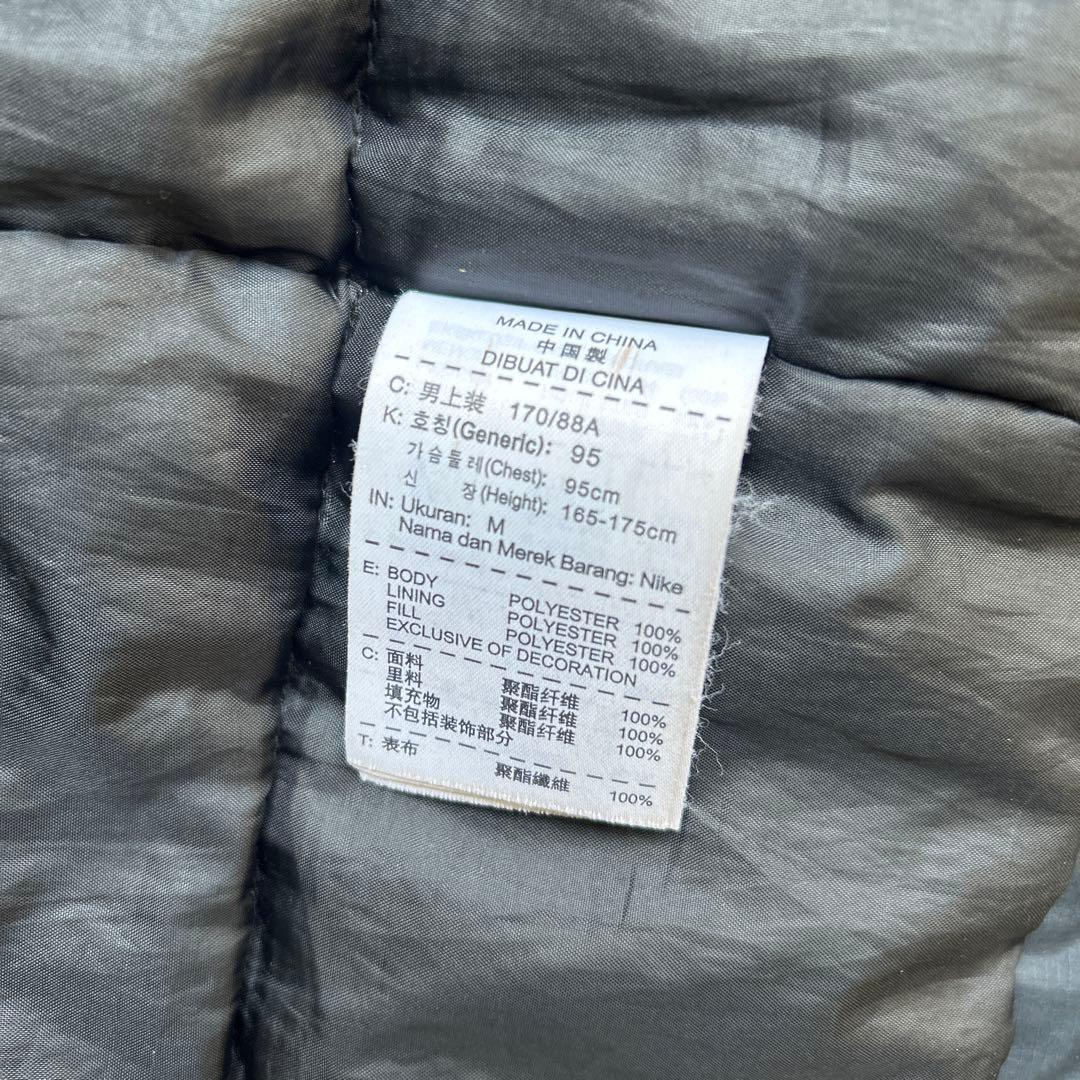 MADE IN CHINA
中国製
DIBUAT DI CINA
C: 男上装 170/88A
K: 호칭(Generic): 95
가슴둘레(Chest): 95cm
신 장(Height): 165-175cm
IN: Ukuran: M
Nama dan Merek Barang: Nike
E: BODY POLYESTER 100%
LINING POLYESTER 100%
FILL POLYESTER 100%
EXCLUSIVE OF DECORATION
C: 面料 聚酯纤维 100%
里料 聚酯纤维 100%
填充物 聚酯纤维 100%
不包括装饰部分
T: 表布 聚酯纖維 100%